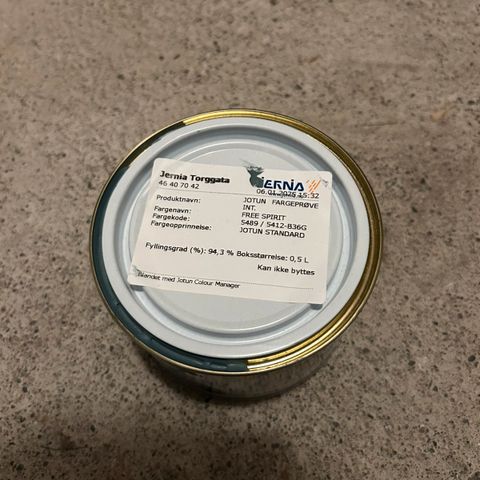 Jernia Torggata
46 40 70 42
JERNIA
06.01.2025 15:32
Produktnavn: JOTUN FARGEPRØVE
INT.
Fargenavn: FREE SPIRIT
Fargekode: 5489 / 5412-B36G
Fargeopprinnelse: JOTUN STANDARD
Fyllingsgrad (%): 94,3 % Boksstørrelse: 0,5 L
Kan ikke byttes
Blandet med Jotun Colour Manager